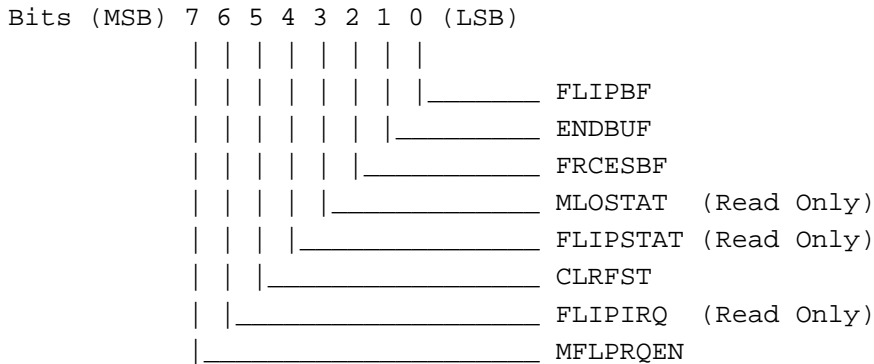 Bits (MSB) 7 6 5 4 3 2 1 0 (LSB)
FLIPBF
ENDBUF
FRCESBF
MLOSTAT (Read Only)
FLIPSTAT (Read Only)
CLRFST
FLIPIRQ (Read Only)
MFLPRQEN